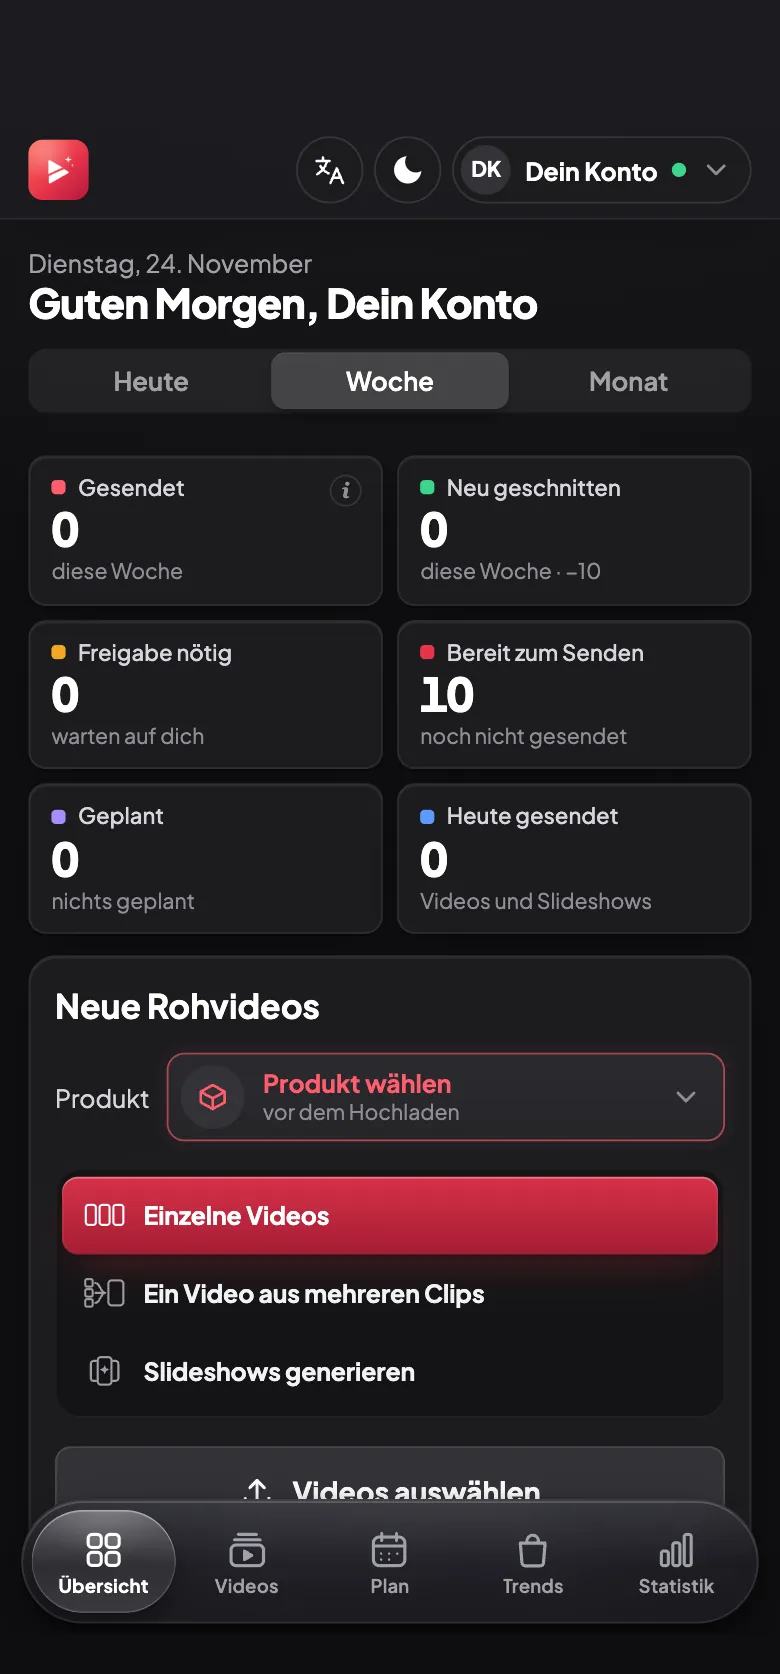 DK Dein Konto
Dienstag, 24. November
Guten Morgen, Dein Konto
Heute Woche Monat
Gesendet
0
diese Woche
Neu geschnitten
0
diese Woche · −10
Freigabe nötig
0
warten auf dich
Bereit zum Senden
10
noch nicht gesendet
Geplant
0
nichts geplant
Heute gesendet
0
Videos und Slideshows
Neue Rohvideos
Produkt
Produkt wählen
vor dem Hochladen
Einzelne Videos
Ein Video aus mehreren Clips
Slideshows generieren
Videos auswählen
Übersicht Videos Plan Trends Statistik